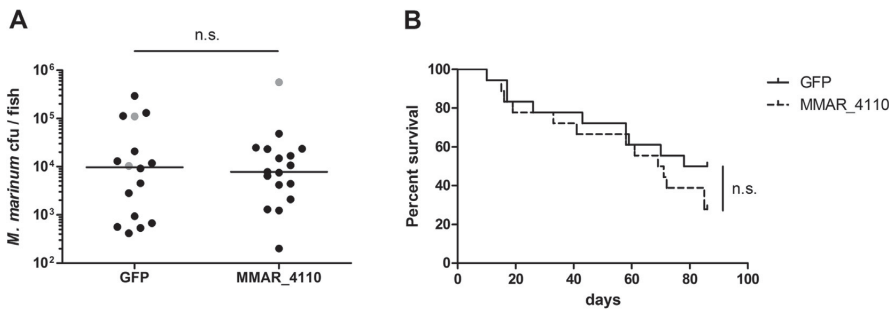 A
n.s.
M. marinum cfu / fish
10^6
10^5
10^4
10^3
10^2
GFP MMAR_4110
B
Percent survival
100
80
60
40
20
0
0 20 40 60 80 100
days
GFP
MMAR_4110
n.s.